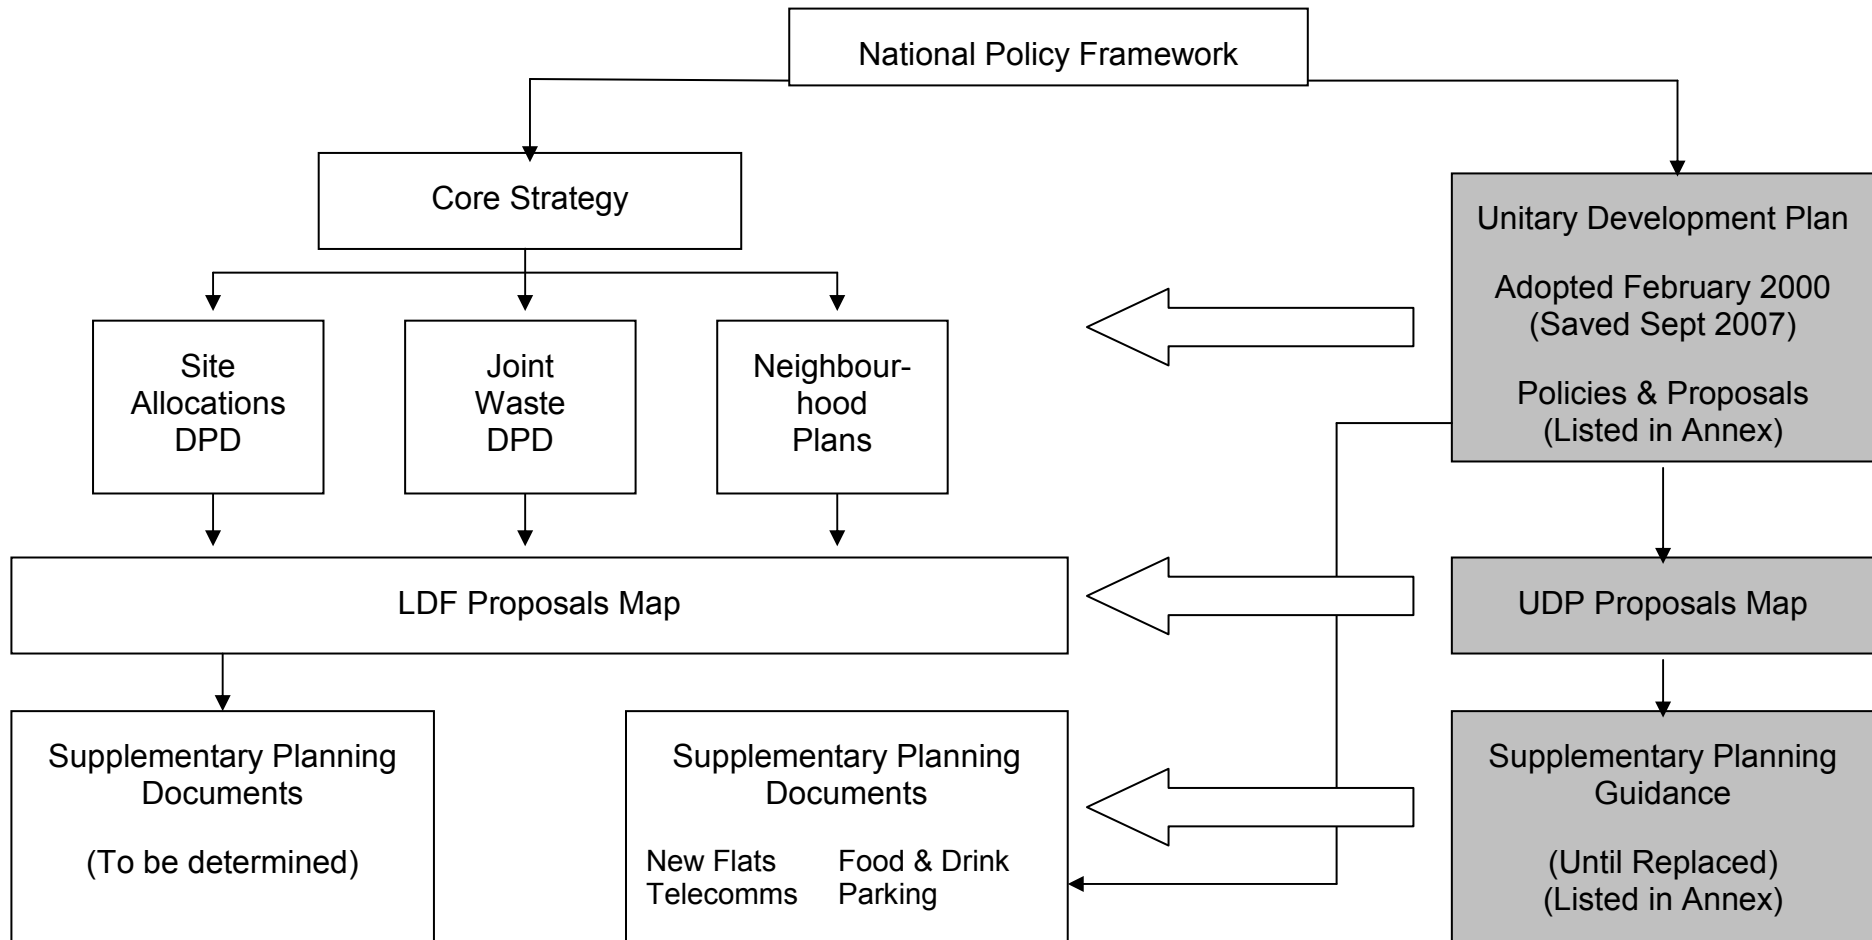 National Policy Framework
Core Strategy
Unitary Development Plan
Adopted February 2000
(Saved Sept 2007)
Policies & Proposals
(Listed in Annex)
Site
Allocations
DPD
Joint
Waste
DPD
Neighbour-
hood
Plans
LDF Proposals Map
UDP Proposals Map
Supplementary Planning
Documents
(To be determined)
Supplementary Planning
Documents
New Flats Food & Drink
Telecomms Parking
Supplementary Planning
Guidance
(Until Replaced)
(Listed in Annex)